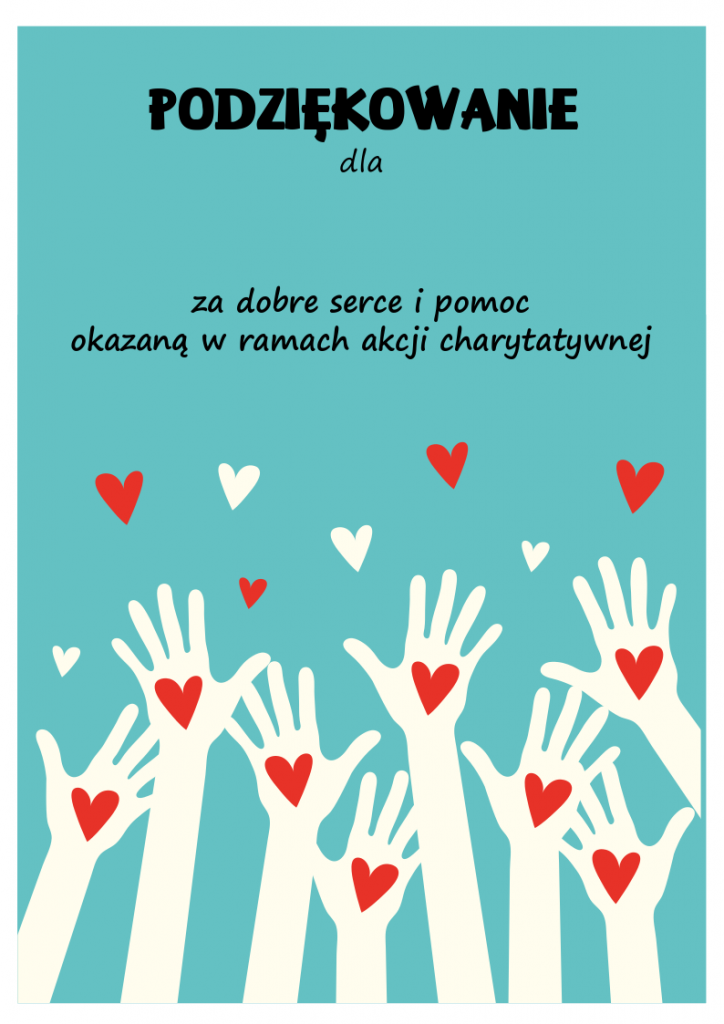 PODZIĘKOWANIE
dla
za dobre serce i pomoc
okazaną w ramach akcji charytatywnej